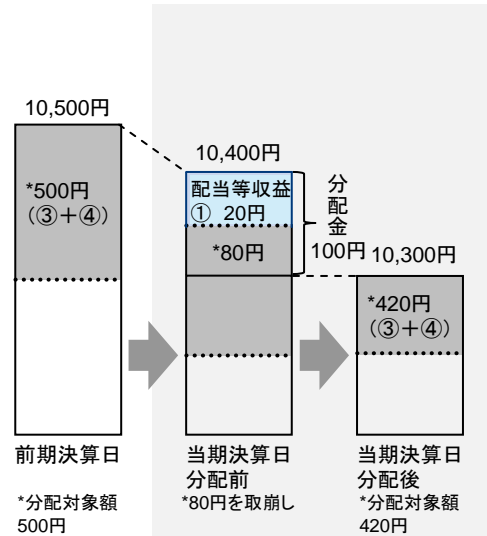 10,500円
*500円
(③+④)
10,400円
配当等収益
① 20円
*80円
分配金
100円
10,300円
*420円
(③+④)
前期決算日
*分配対象額
500円
当期決算日
分配前
*80円を取崩し
当期決算日
分配後
*分配対象額
420円